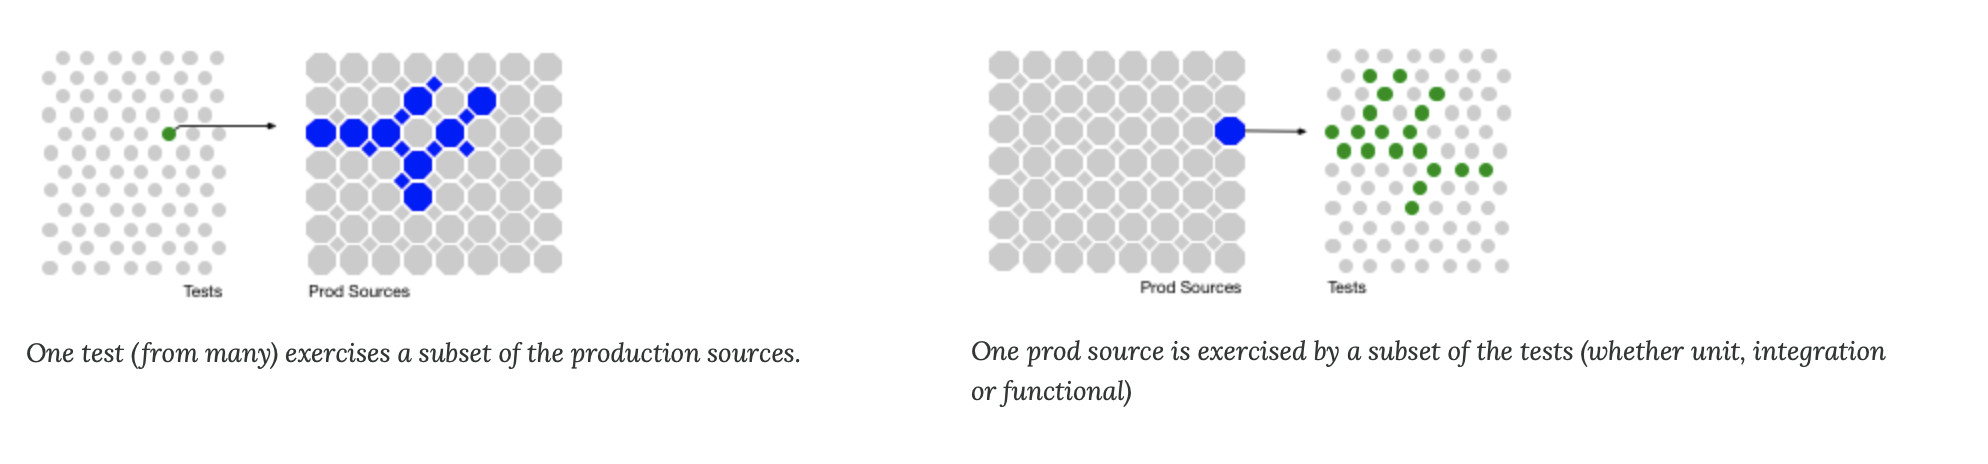 Tests
Prod Sources
One test (from many) exercises a subset of the production sources.
Prod Sources
Tests
One prod source is exercised by a subset of the tests (whether unit, integration
or functional)